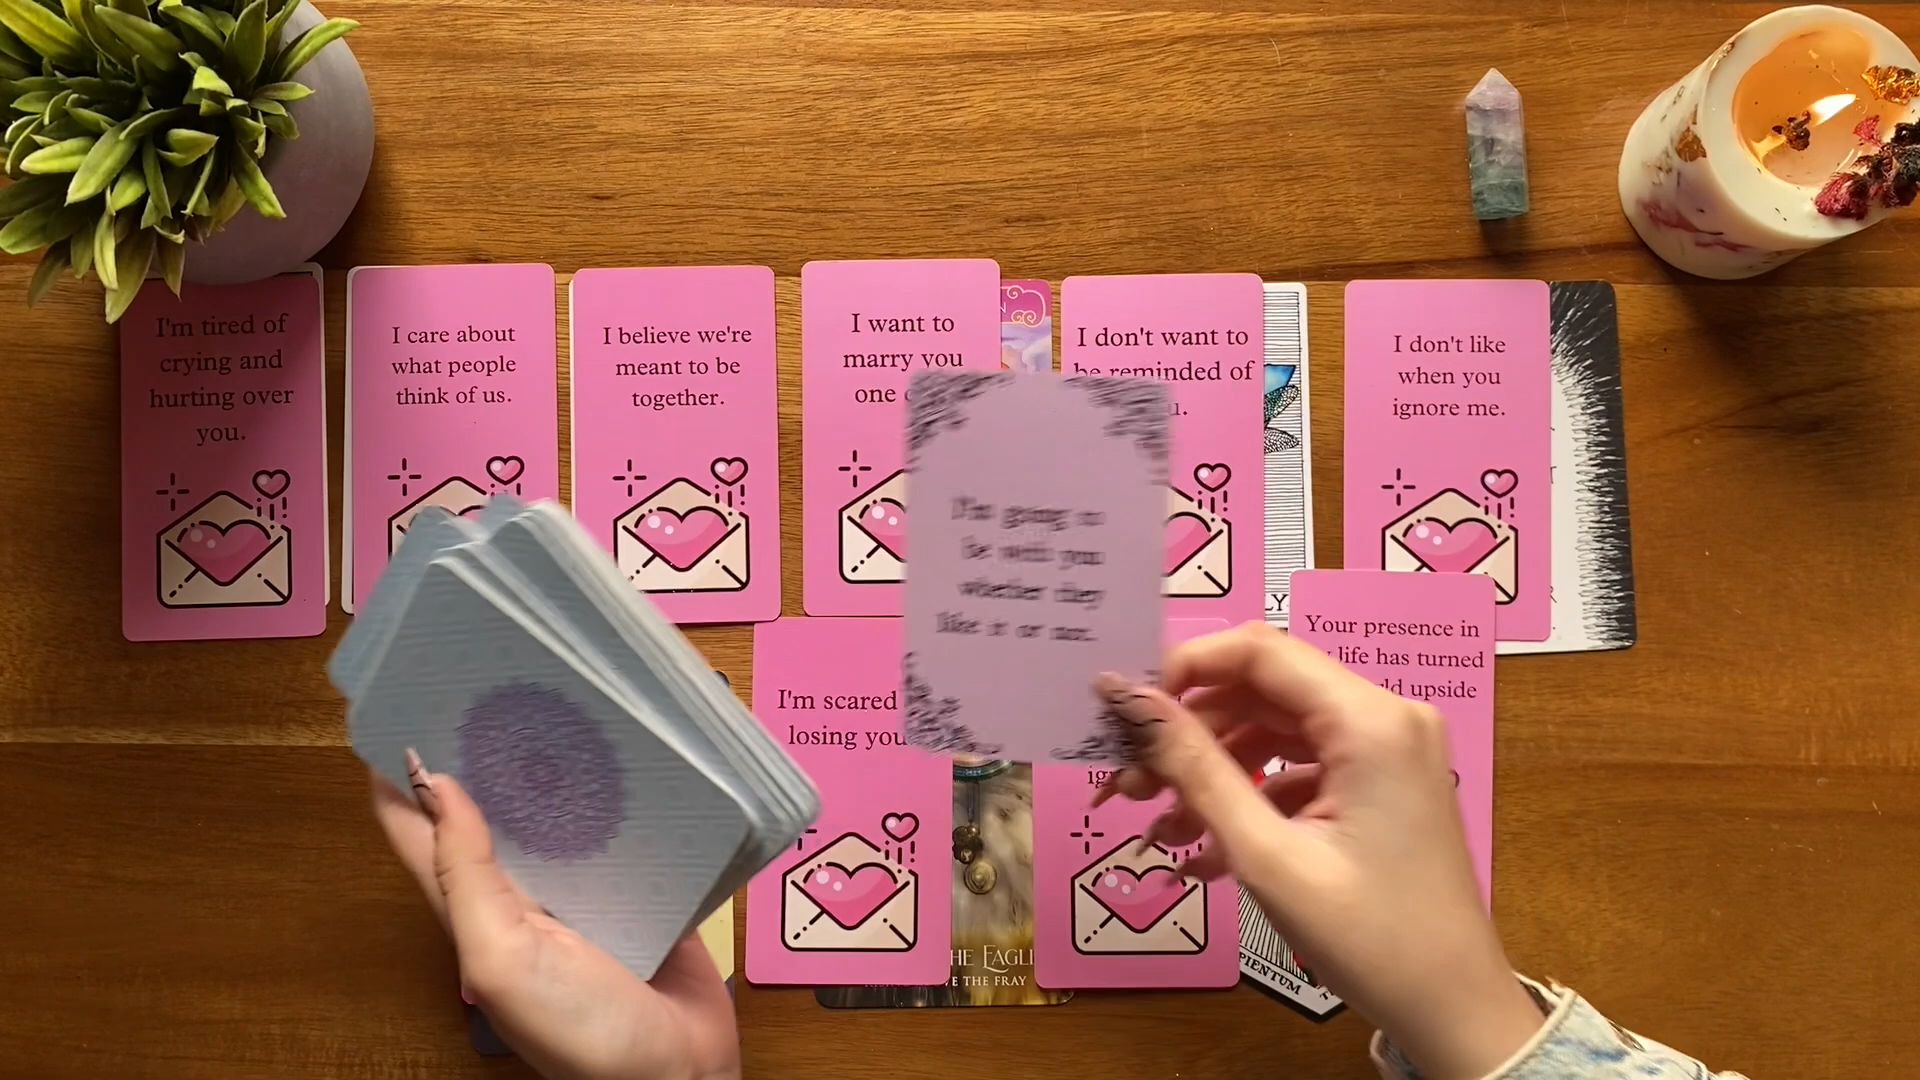 I'm tired of
crying and
hurting over
you.
I care about
what people
think of us.
I believe we're
meant to be
together.
I want to
marry you
one
I don't want to
be reminded of
I don't like
when you
ignore me.
I'm going to
be with you
whether they
like it or not.
I'm scared
losing you
Your presence in
life has turned
upside
THE FRAY